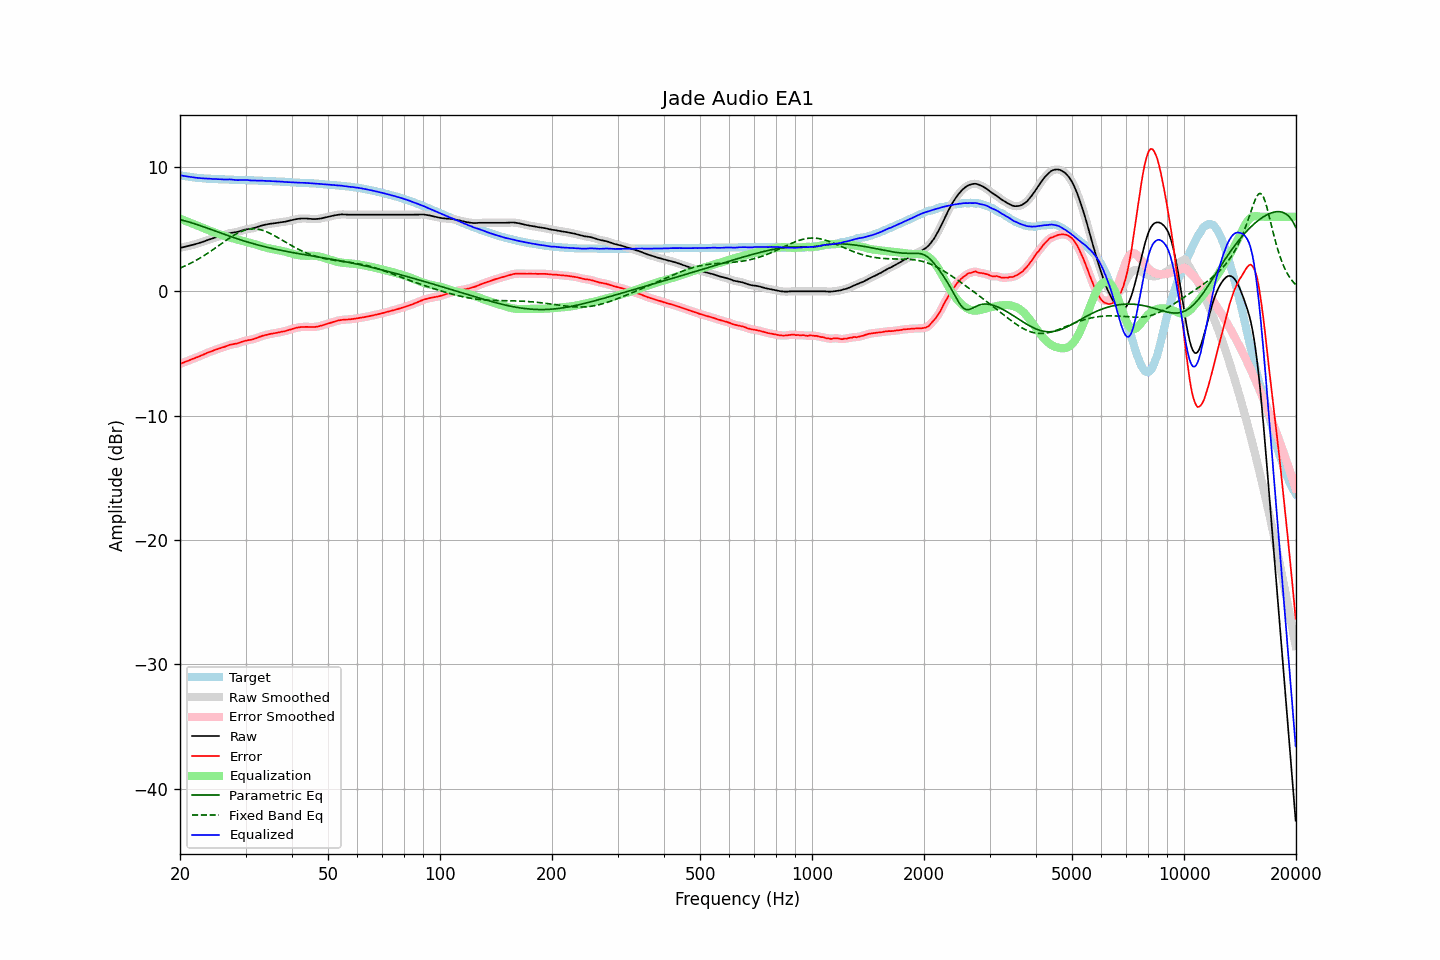 Jade Audio EA1
Amplitude (dBr)
10
0
−10
−20
−30
−40
Target
Raw Smoothed
Error Smoothed
Raw
Error
Equalization
Parametric Eq
Fixed Band Eq
Equalized
20 50 100 200 500 1000 2000 5000 10000 20000
Frequency (Hz)